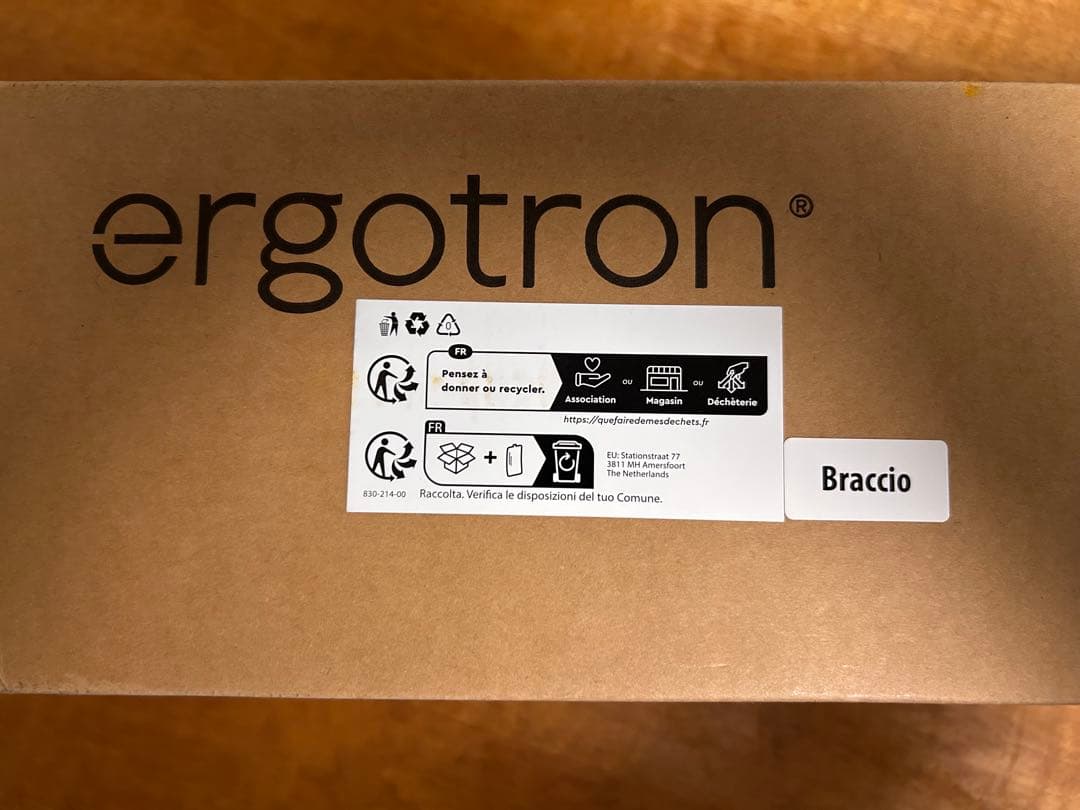 ergotron®
0
FR
Pensez à
donner ou recycler.
Association
ou
Magasin
ou
Déchèterie
https://quefairedemesdechets.fr
FR
+
EU: Stationstraat 77
3811 MH Amersfoort
The Netherlands
830-214-00 Raccolta. Verifica le disposizioni del tuo Comune.
Braccio